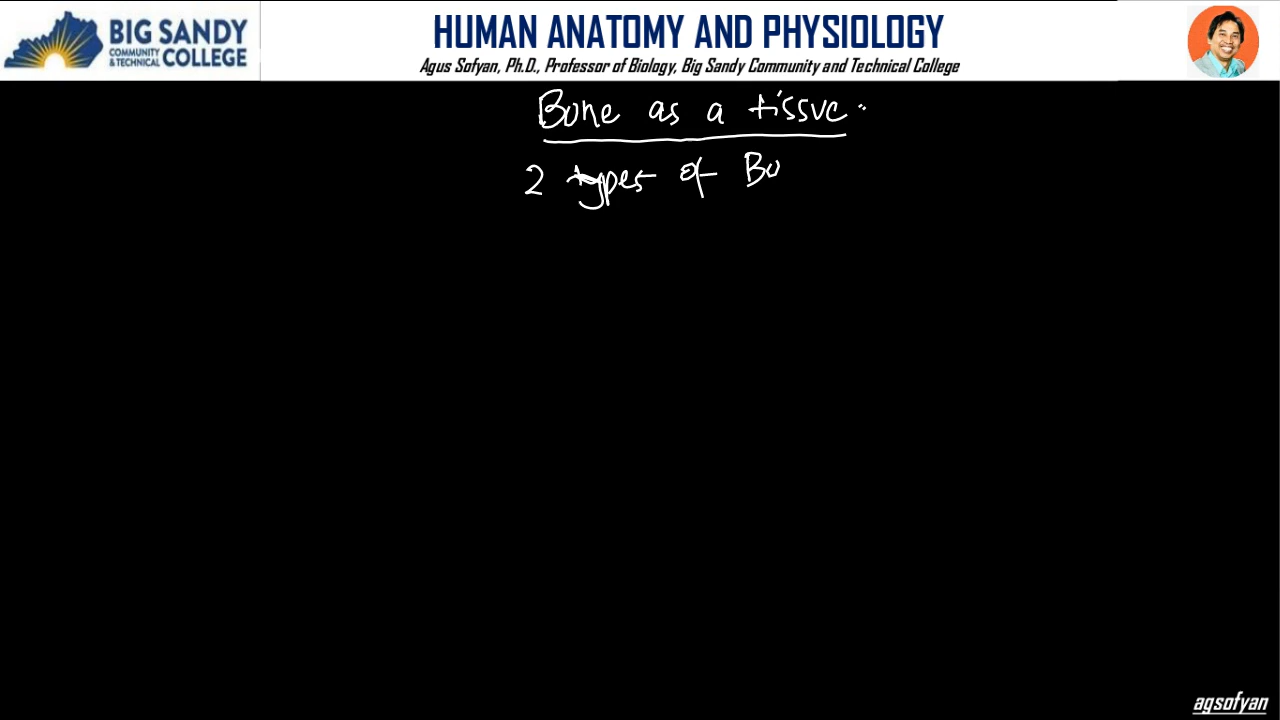 BIG SANDY
COMMUNITY
& TECHNICAL COLLEGE
HUMAN ANATOMY AND PHYSIOLOGY
Agus Sofyan, Ph.D., Professor of Biology, Big Sandy Community and Technical College
Bone as a tissue.
2 types of Bo
agsofyan